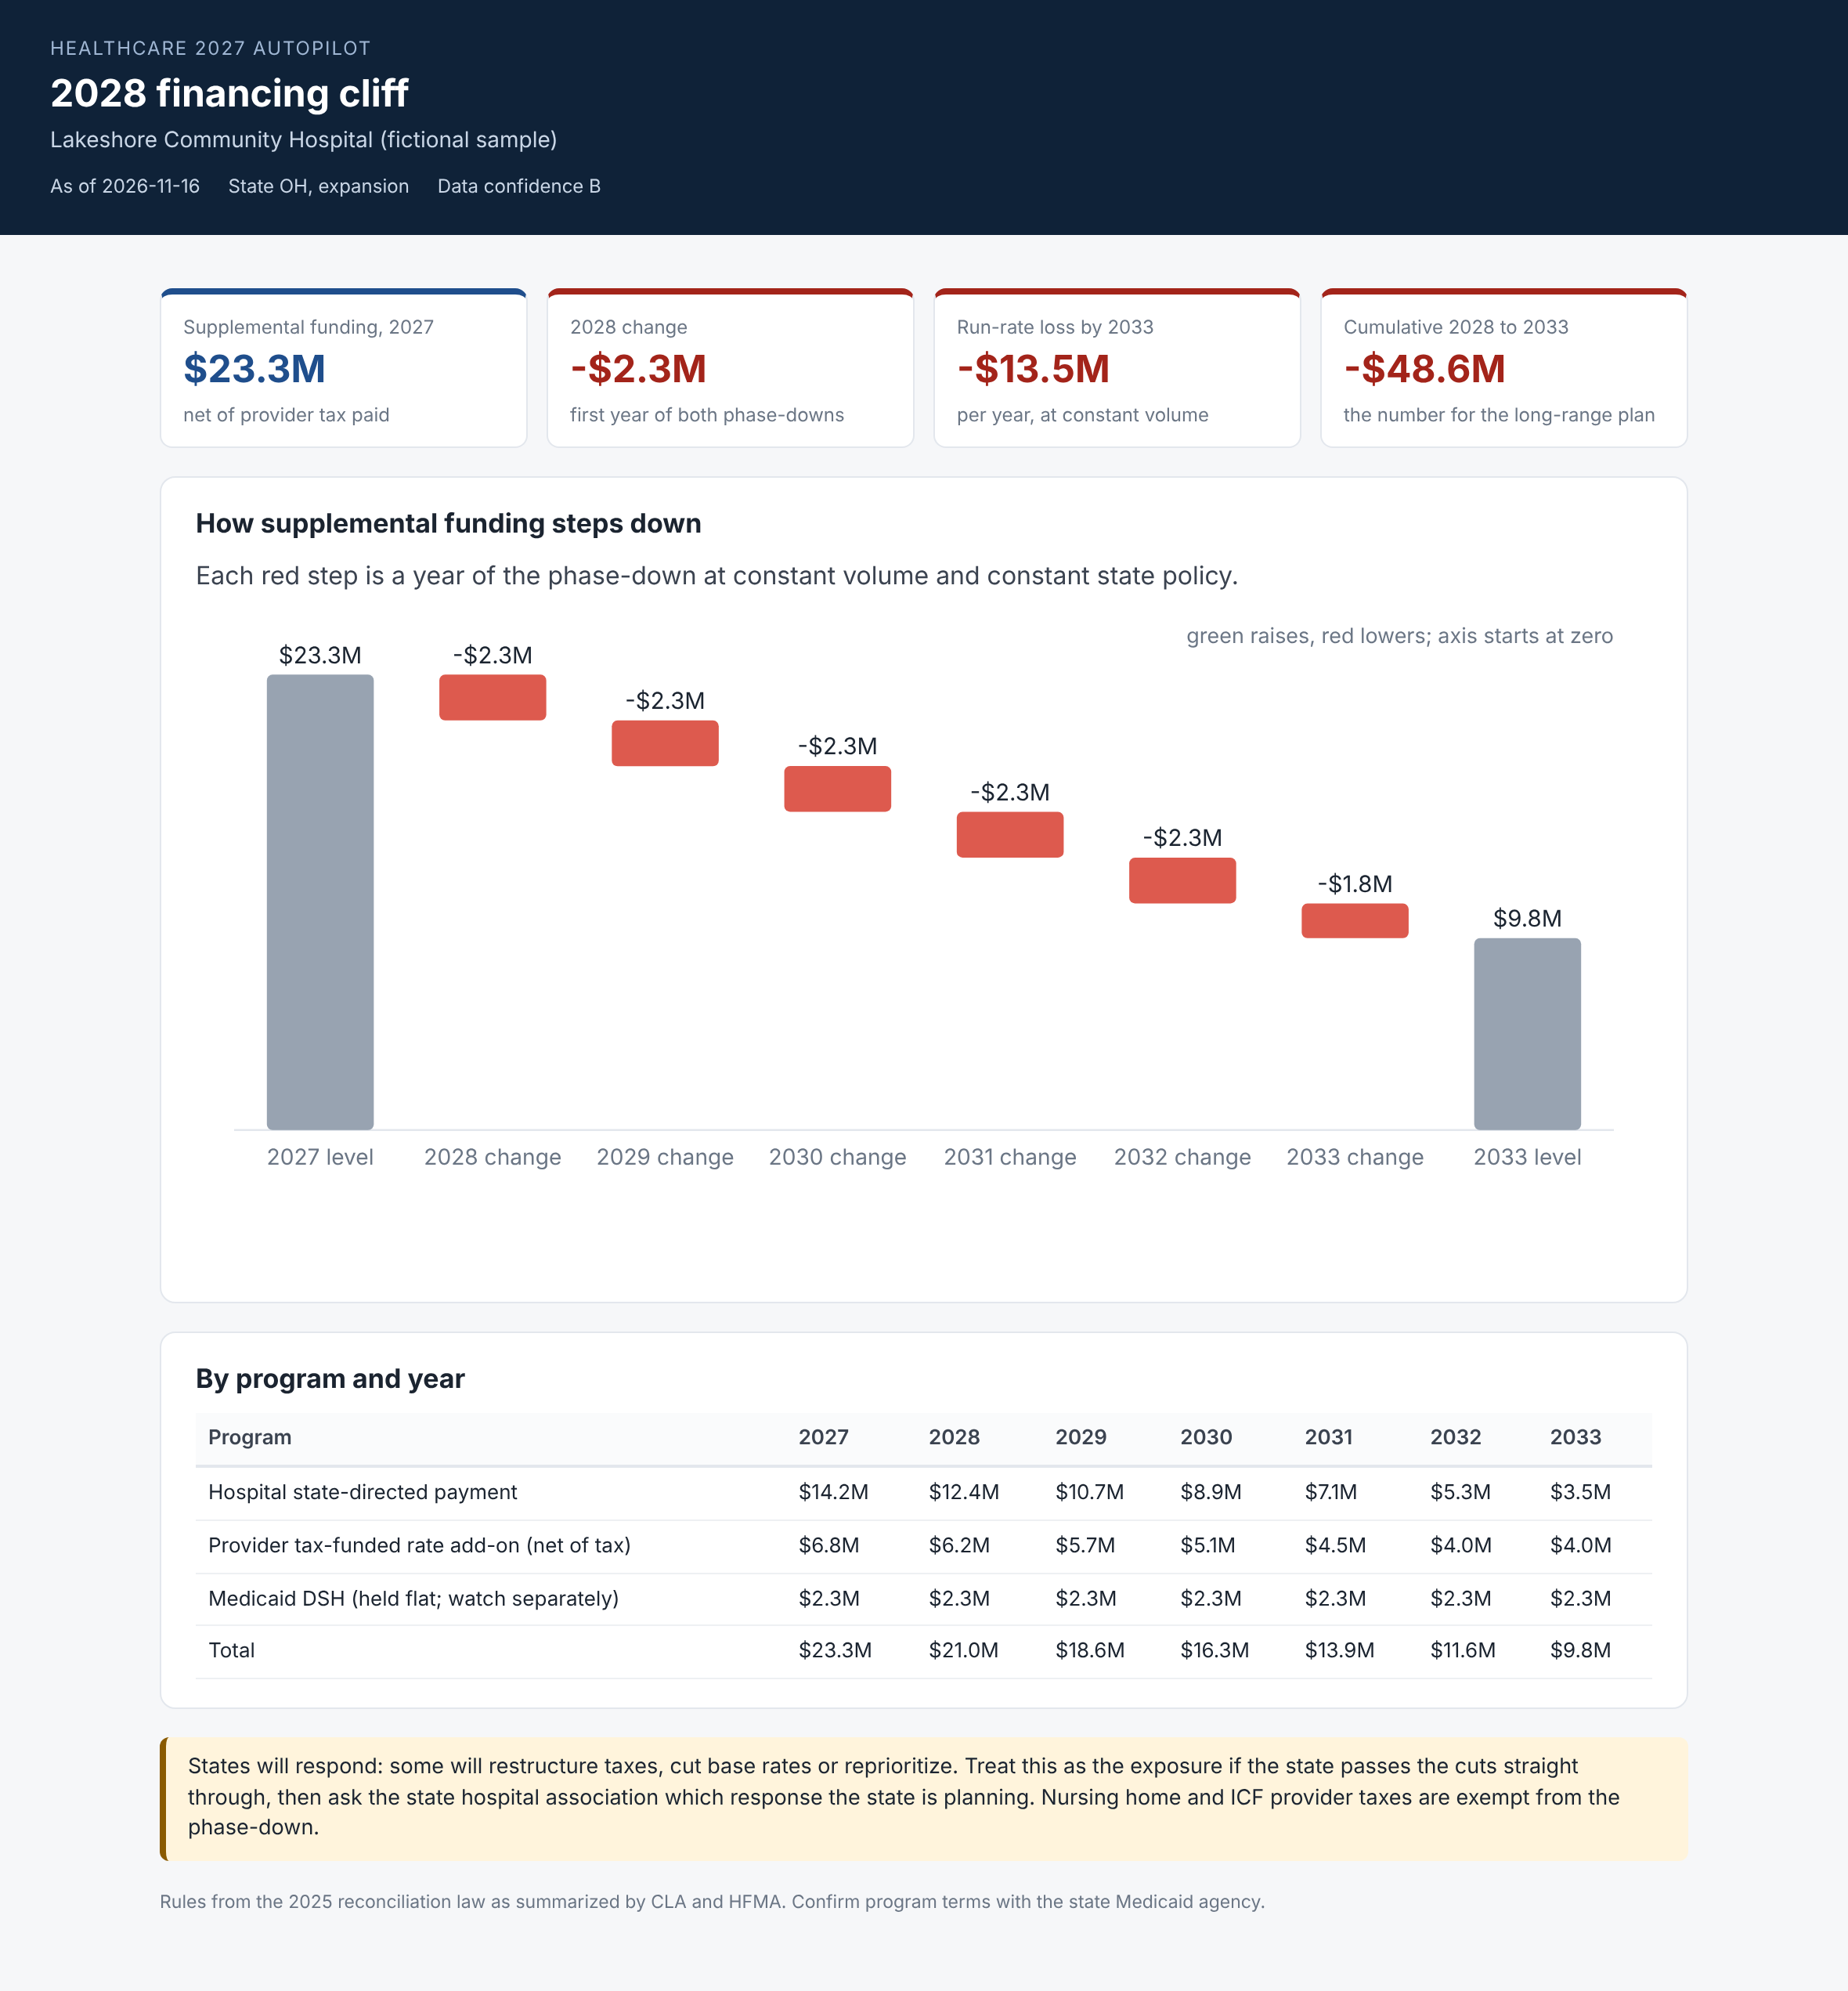 HEALTHCARE 2027 AUTOPILOT
2028 financing cliff
Lakeshore Community Hospital (fictional sample)
As of 2026-11-16 State OH, expansion Data confidence B
Supplemental funding, 2027
$23.3M
net of provider tax paid
2028 change
-$2.3M
first year of both phase-downs
Run-rate loss by 2033
-$13.5M
per year, at constant volume
Cumulative 2028 to 2033
-$48.6M
the number for the long-range plan
How supplemental funding steps down
Each red step is a year of the phase-down at constant volume and constant state policy.
green raises, red lowers; axis starts at zero
$23.3M
-$2.3M
-$2.3M
-$2.3M
-$2.3M
-$2.3M
-$1.8M
$9.8M
2027 level 2028 change 2029 change 2030 change 2031 change 2032 change 2033 change 2033 level
By program and year
Program 2027 2028 2029 2030 2031 2032 2033
Hospital state-directed payment $14.2M $12.4M $10.7M $8.9M $7.1M $5.3M $3.5M
Provider tax-funded rate add-on (net of tax) $6.8M $6.2M $5.7M $5.1M $4.5M $4.0M $4.0M
Medicaid DSH (held flat; watch separately) $2.3M $2.3M $2.3M $2.3M $2.3M $2.3M $2.3M
Total $23.3M $21.0M $18.6M $16.3M $13.9M $11.6M $9.8M
States will respond: some will restructure taxes, cut base rates or reprioritize. Treat this as the exposure if the state passes the cuts straight
through, then ask the state hospital association which response the state is planning. Nursing home and ICF provider taxes are exempt from the
phase-down.
Rules from the 2025 reconciliation law as summarized by CLA and HFMA. Confirm program terms with the state Medicaid agency.